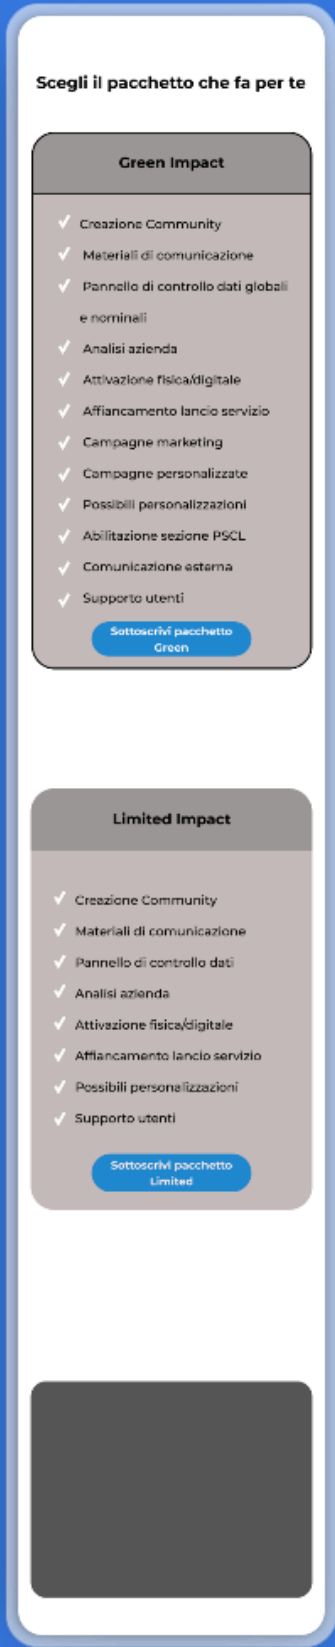 Scegli il pacchetto che fa per te
Green Impact
Creazione Community
Materiali di comunicazione
Pannello di controllo dati globali
e nominali
Analisi azienda
Attivazione fisica/digitale
Affiancamento lancio servizio
Campagne marketing
Campagne personalizzate
Possibili personalizzazioni
Abilitazione sezione PSCL
Comunicazione esterna
Supporto utenti
Sottoscrivi pacchetto
Green
Limited Impact
Creazione Community
Materiali di comunicazione
Pannello di controllo dati
Analisi azienda
Attivazione fisica/digitale
Affiancamento lancio servizio
Possibili personalizzazioni
Supporto utenti
Sottoscrivi pacchetto
Limited